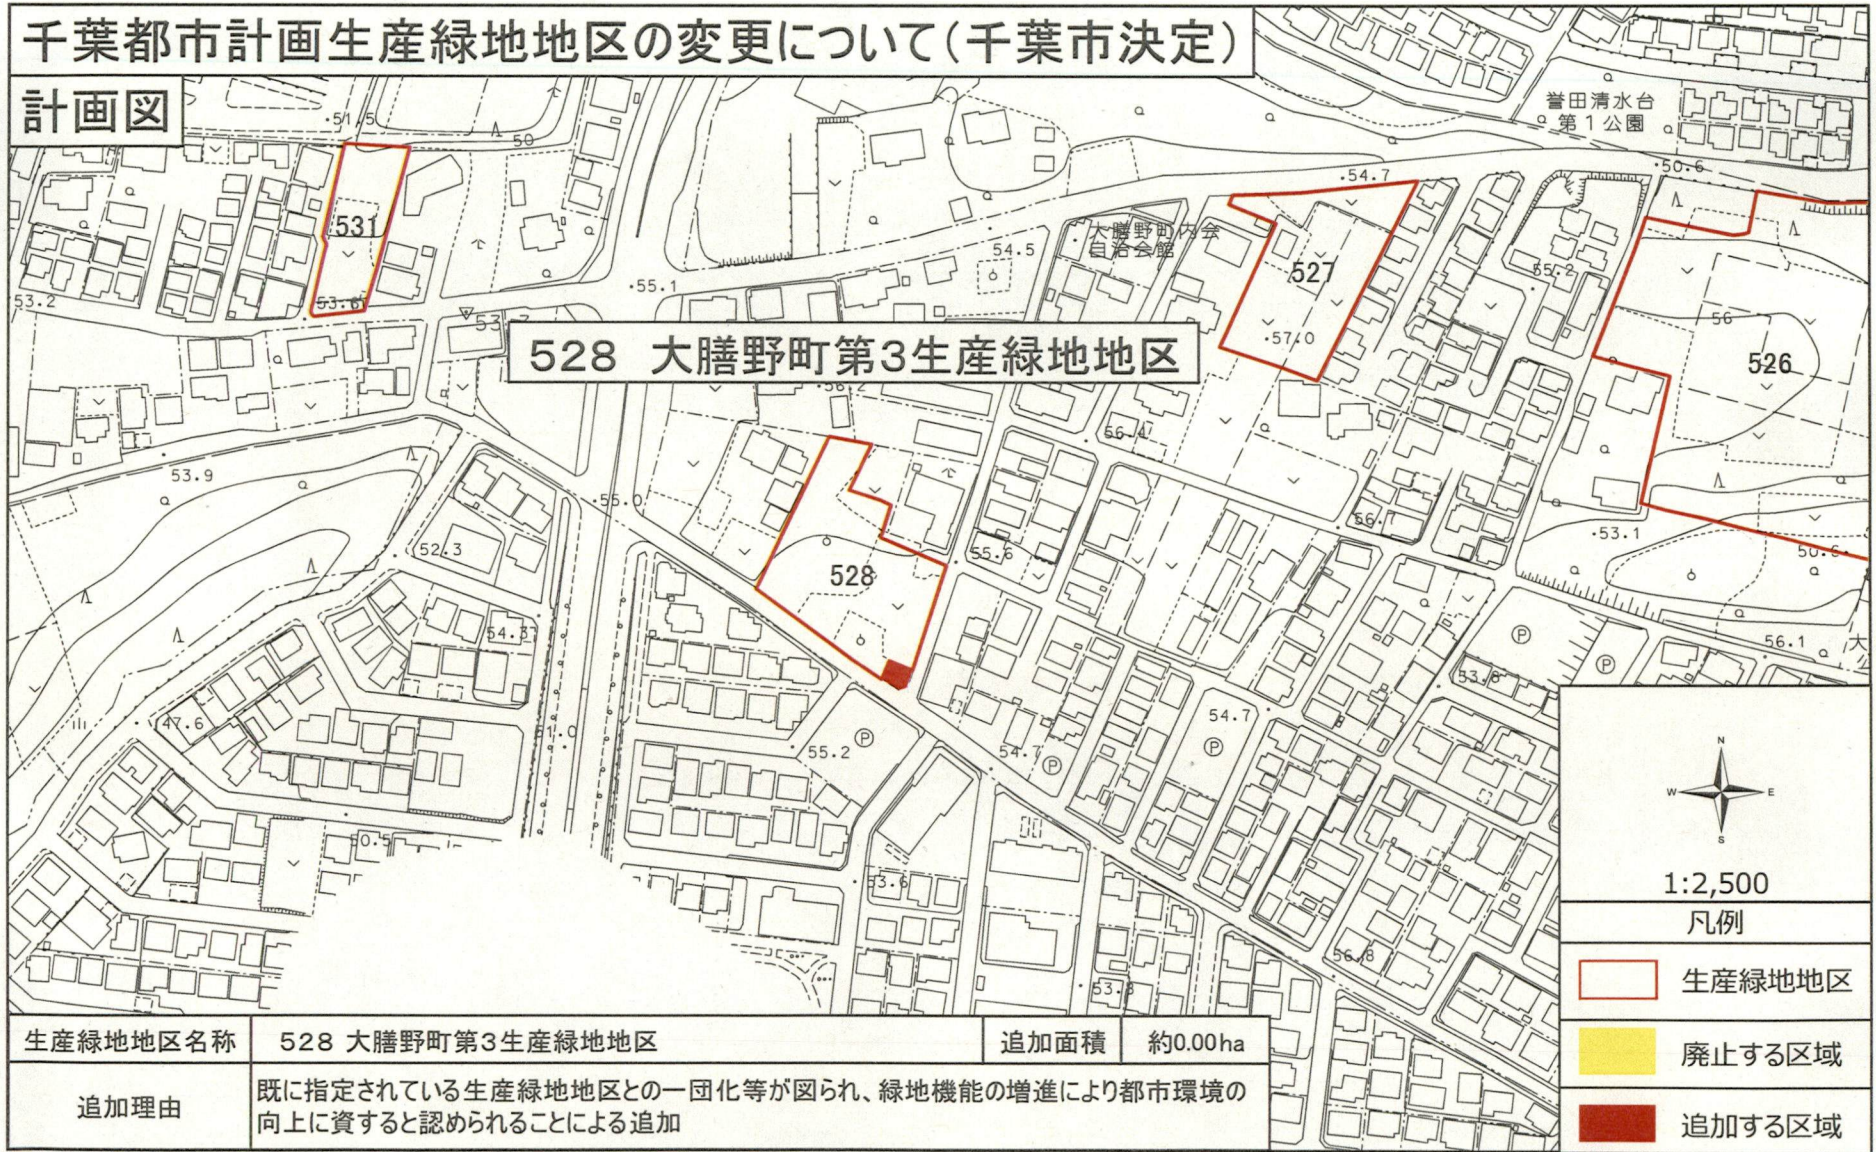 千葉都市計画生産緑地地区の変更について(千葉市決定)
計画図
誉田清水台
第1公園
51.5
50
50.6
54.7
531
大膳野町内会
自治会館
54.5
527
55.2
53.2
53.6
55.1
57.0
56
526
528 大膳野町第3生産緑地地区
56.2
56.4
53.9
55.0
56.7
53.1
50.6
52.3
55.6
528
54.3
56.1
53.8
47.6
51.0
55.2
54.7
54.7
P
P
P
P
P
50.5
53.6
56.8
53.8
N
W
E
S
1:2,500
凡例
生産緑地地区
廃止する区域
追加する区域
生産緑地地区名称
528 大膳野町第3生産緑地地区
追加面積
約0.00ha
追加理由
既に指定されている生産緑地地区との一団化等が図られ、緑地機能の増進により都市環境の
向上に資すると認められることによる追加